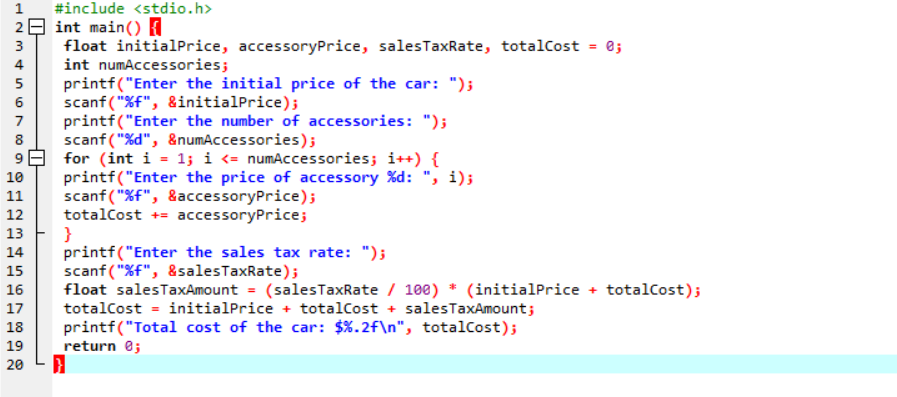 1 #include <stdio.h>
2 int main() {
3 float initialPrice, accessoryPrice, salesTaxRate, totalCost = 0;
4 int numAccessories;
5 printf("Enter the initial price of the car: ");
6 scanf("%f", &initialPrice);
7 printf("Enter the number of accessories: ");
8 scanf("%d", &numAccessories);
9 for (int i = 1; i <= numAccessories; i++) {
10 printf("Enter the price of accessory %d: ", i);
11 scanf("%f", &accessoryPrice);
12 totalCost += accessoryPrice;
13 }
14 printf("Enter the sales tax rate: ");
15 scanf("%f", &salesTaxRate);
16 float salesTaxAmount = (salesTaxRate / 100) * (initialPrice + totalCost);
17 totalCost = initialPrice + totalCost + salesTaxAmount;
18 printf("Total cost of the car: $%.2f\n", totalCost);
19 return 0;
20 }